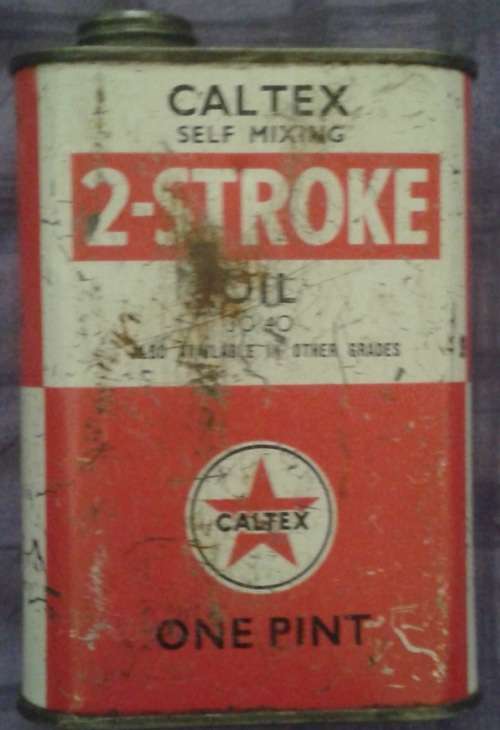 CALTEX
SELF MIXING
2-STROKE
OIL
ALSO AVAILABLE IN OTHER GRADES
CALTEX
ONE PINT